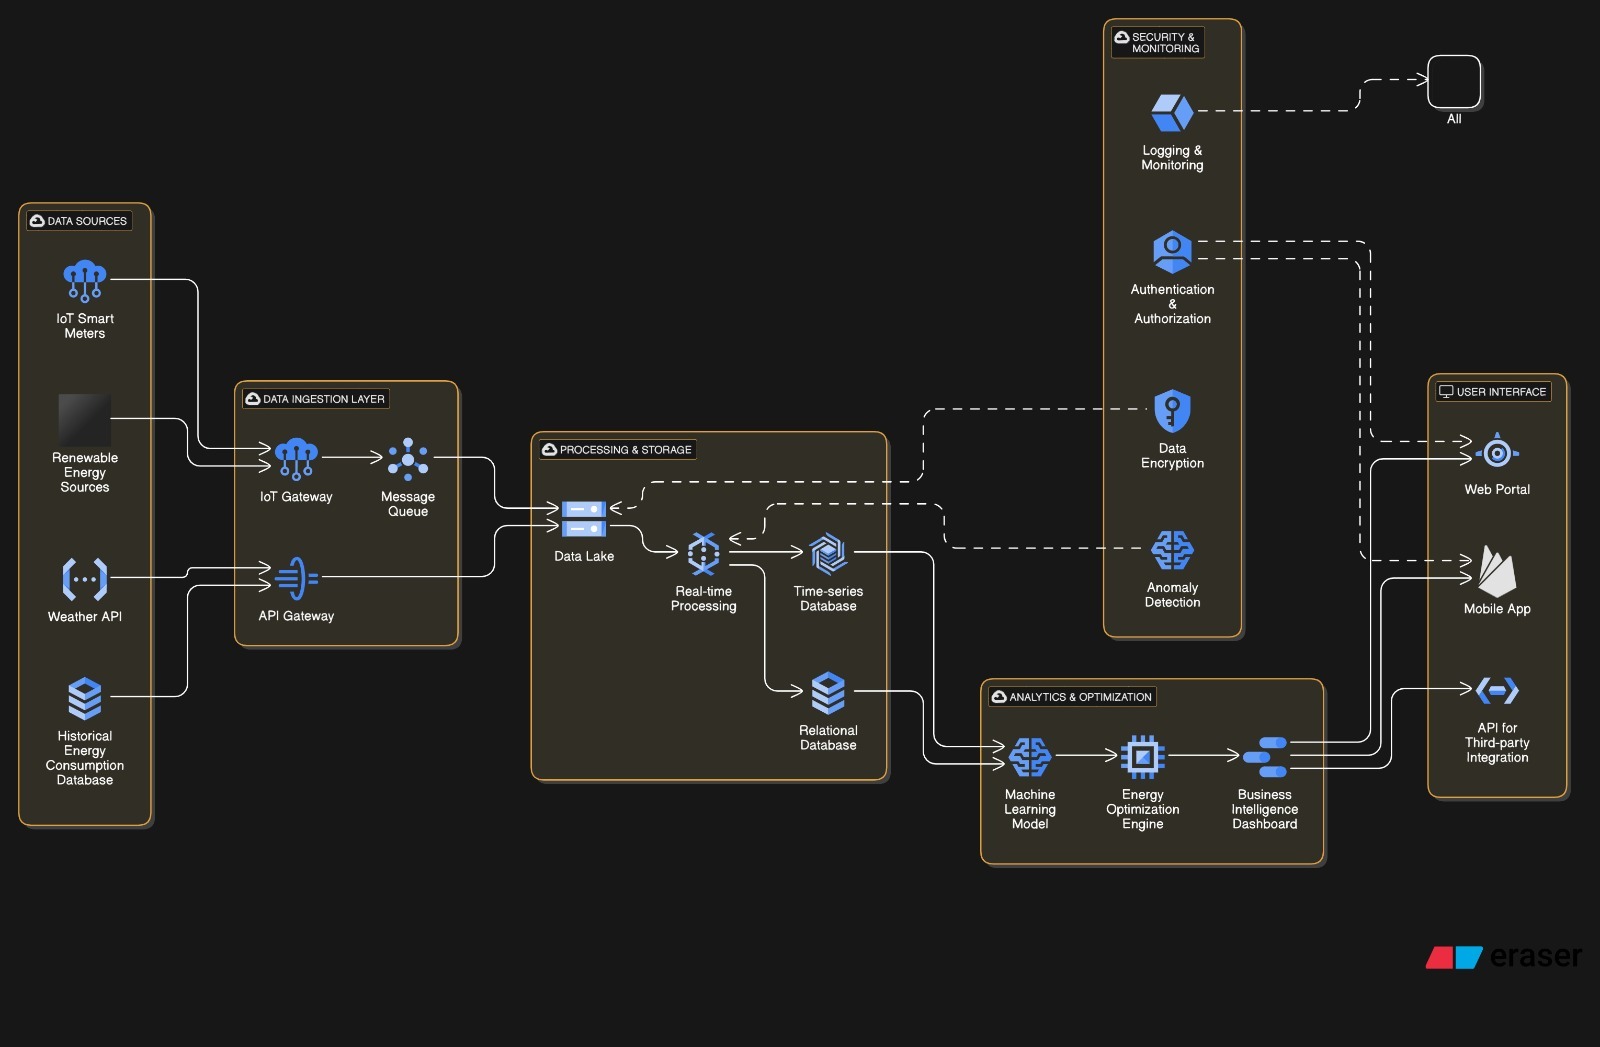 SECURITY &
MONITORING
Logging &
Monitoring
All
Authentication
&
Authorization
Data
Encryption
Anomaly
Detection
DATA SOURCES
IoT Smart
Meters
Renewable
Energy
Sources
Weather API
Historical
Energy
Consumption
Database
DATA INGESTION LAYER
IoT Gateway
Message
Queue
API Gateway
PROCESSING & STORAGE
Data Lake
Real-time
Processing
Time-series
Database
Relational
Database
ANALYTICS & OPTIMIZATION
Machine
Learning
Model
Energy
Optimization
Engine
Business
Intelligence
Dashboard
USER INTERFACE
Web Portal
Mobile App
API for
Third-party
Integration
eraser